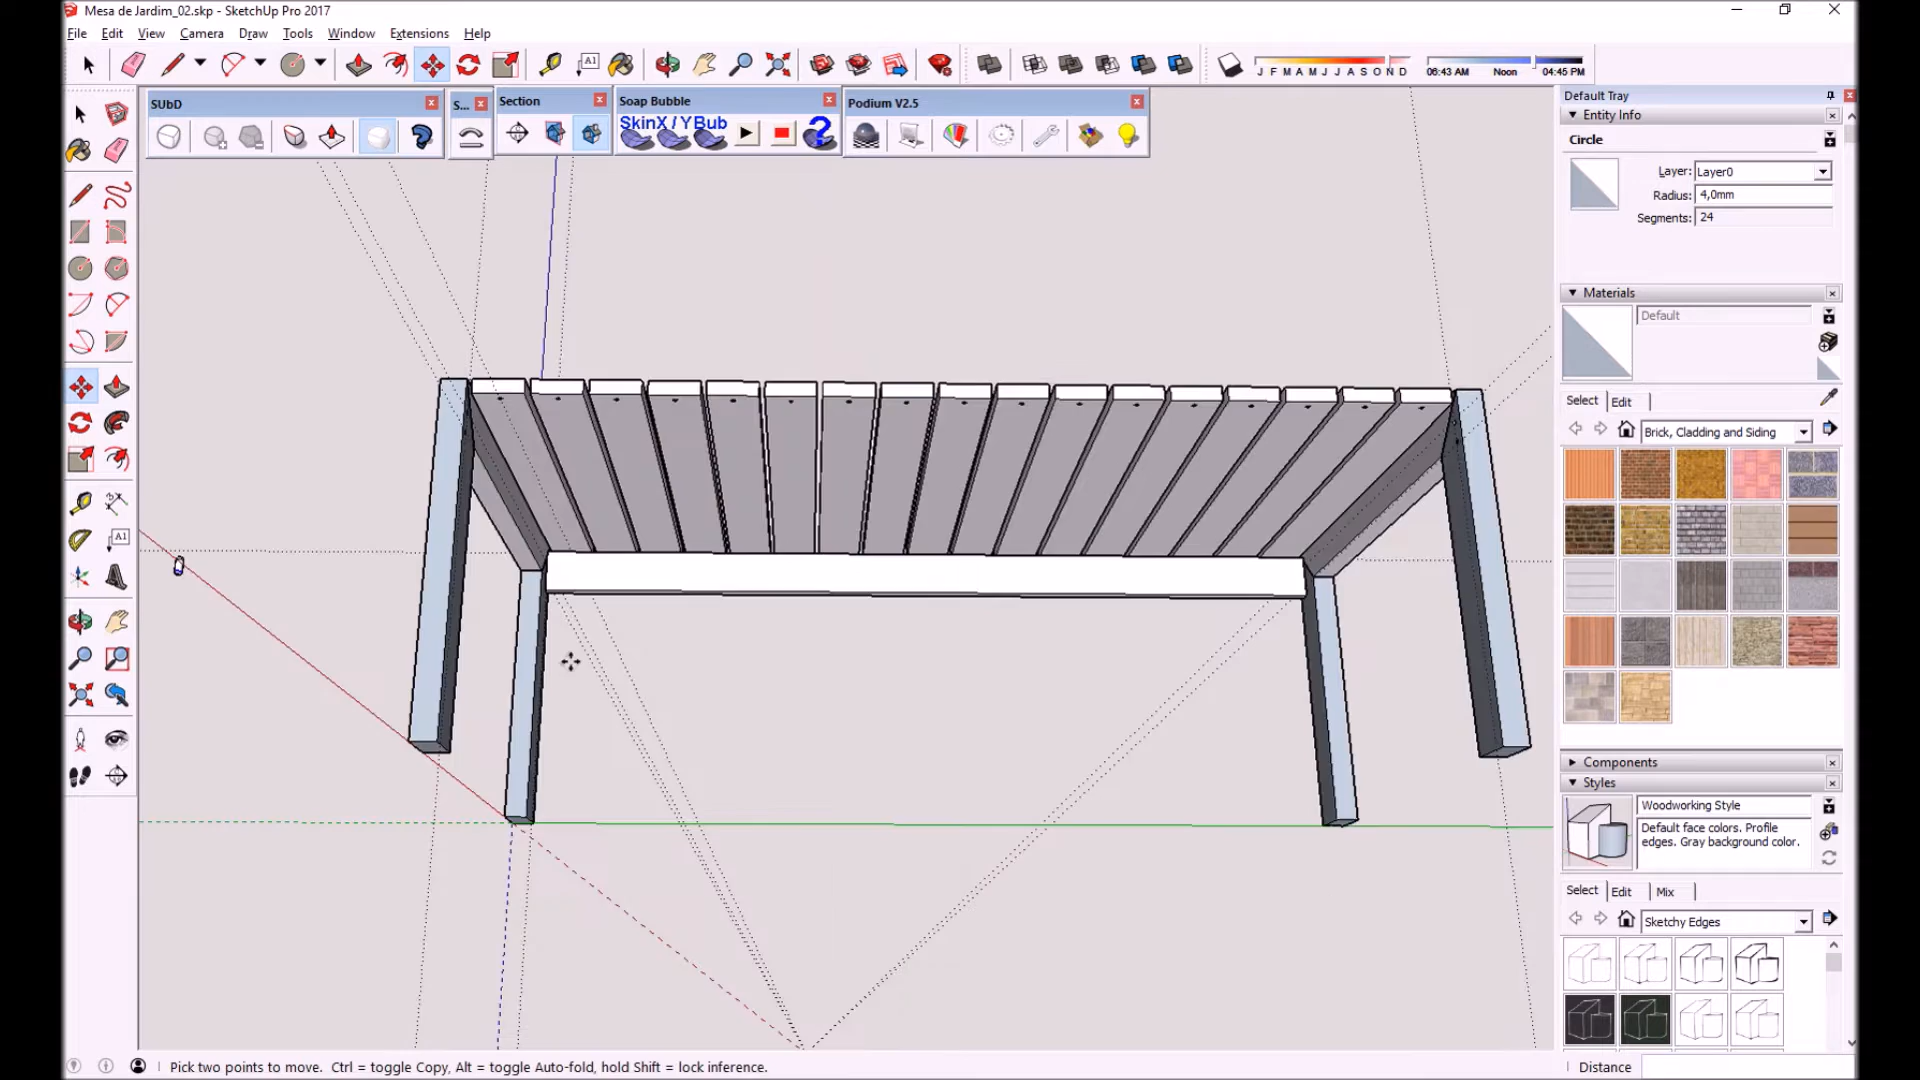 Mesa de Jardim_02.skp - SketchUp Pro 2017
File Edit View Camera Draw Tools Window Extensions Help
A1
J F M A M J J A S O N D
06:43 AM Noon 04:45 PM
SUbD
S...
Section
Soap Bubble
SkinX / YBub
Podium V2.5
Default Tray
Entity Info
Circle
Layer: Layer0
Radius: 4,0mm
Segments: 24
Materials
Default
Select Edit
Brick, Cladding and Siding
A1
Components
Styles
Woodworking Style
Default face colors. Profile
edges. Gray background color.
Select Edit Mix
Sketchy Edges
Pick two points to move. Ctrl = toggle Copy, Alt = toggle Auto-fold, hold Shift = lock inference.
Distance